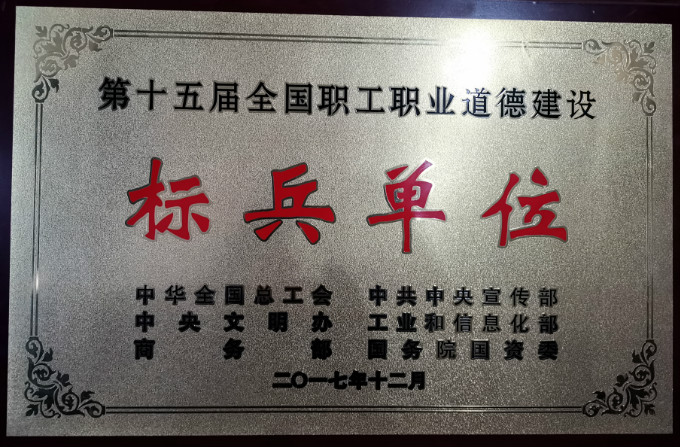 第十五届全国职工职业道德建设
标兵单位
中华全国总工会 中共中央宣传部
中央文明办 工业和信息化部
商务部 国务院国资委
二〇一七年十二月